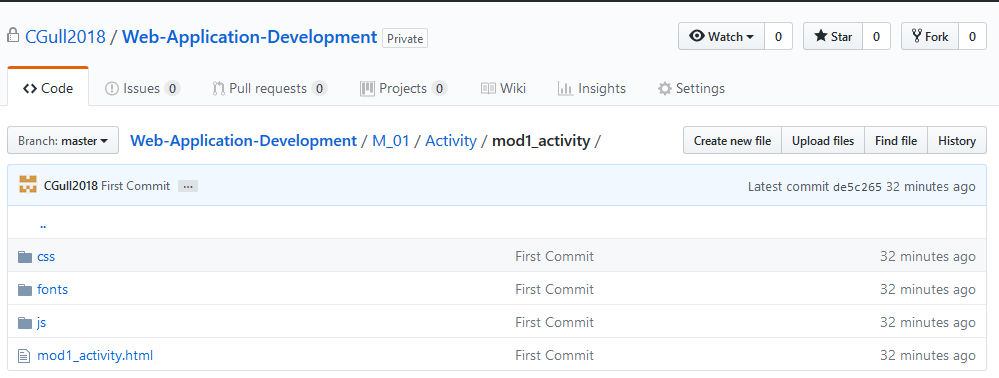 CGull2018 / Web-Application-Development Private Watch 0 Star 0 Fork 0
Code Issues 0 Pull requests 0 Projects 0 Wiki Insights Settings
Branch: master Web-Application-Development / M_01 / Activity / mod1_activity / Create new file Upload files Find file History
CGull2018 First Commit ... Latest commit de5c265 32 minutes ago
..
css First Commit 32 minutes ago
fonts First Commit 32 minutes ago
js First Commit 32 minutes ago
mod1_activity.html First Commit 32 minutes ago